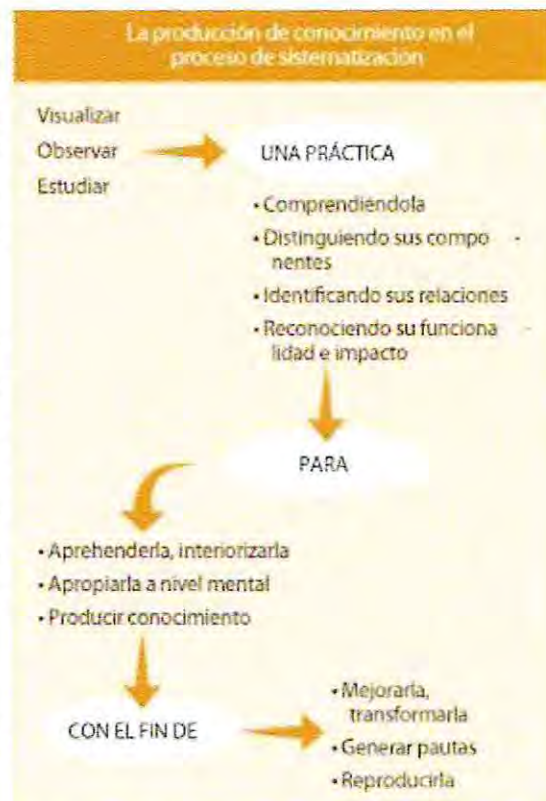 La producción de conocimiento en el
proceso de sistematización
Visualizar
Observar
Estudiar
UNA PRÁCTICA
• Comprendiéndola
• Distinguiendo sus compo -
nentes
• Identificando sus relaciones
• Reconociendo su funciona -
lidad e impacto
PARA
• Aprehenderla, interiorizarla
• Apropiarla a nivel mental
• Producir conocimiento
CON EL FIN DE
• Mejorarla,
transformarla
• Generar pautas
• Reproducirla